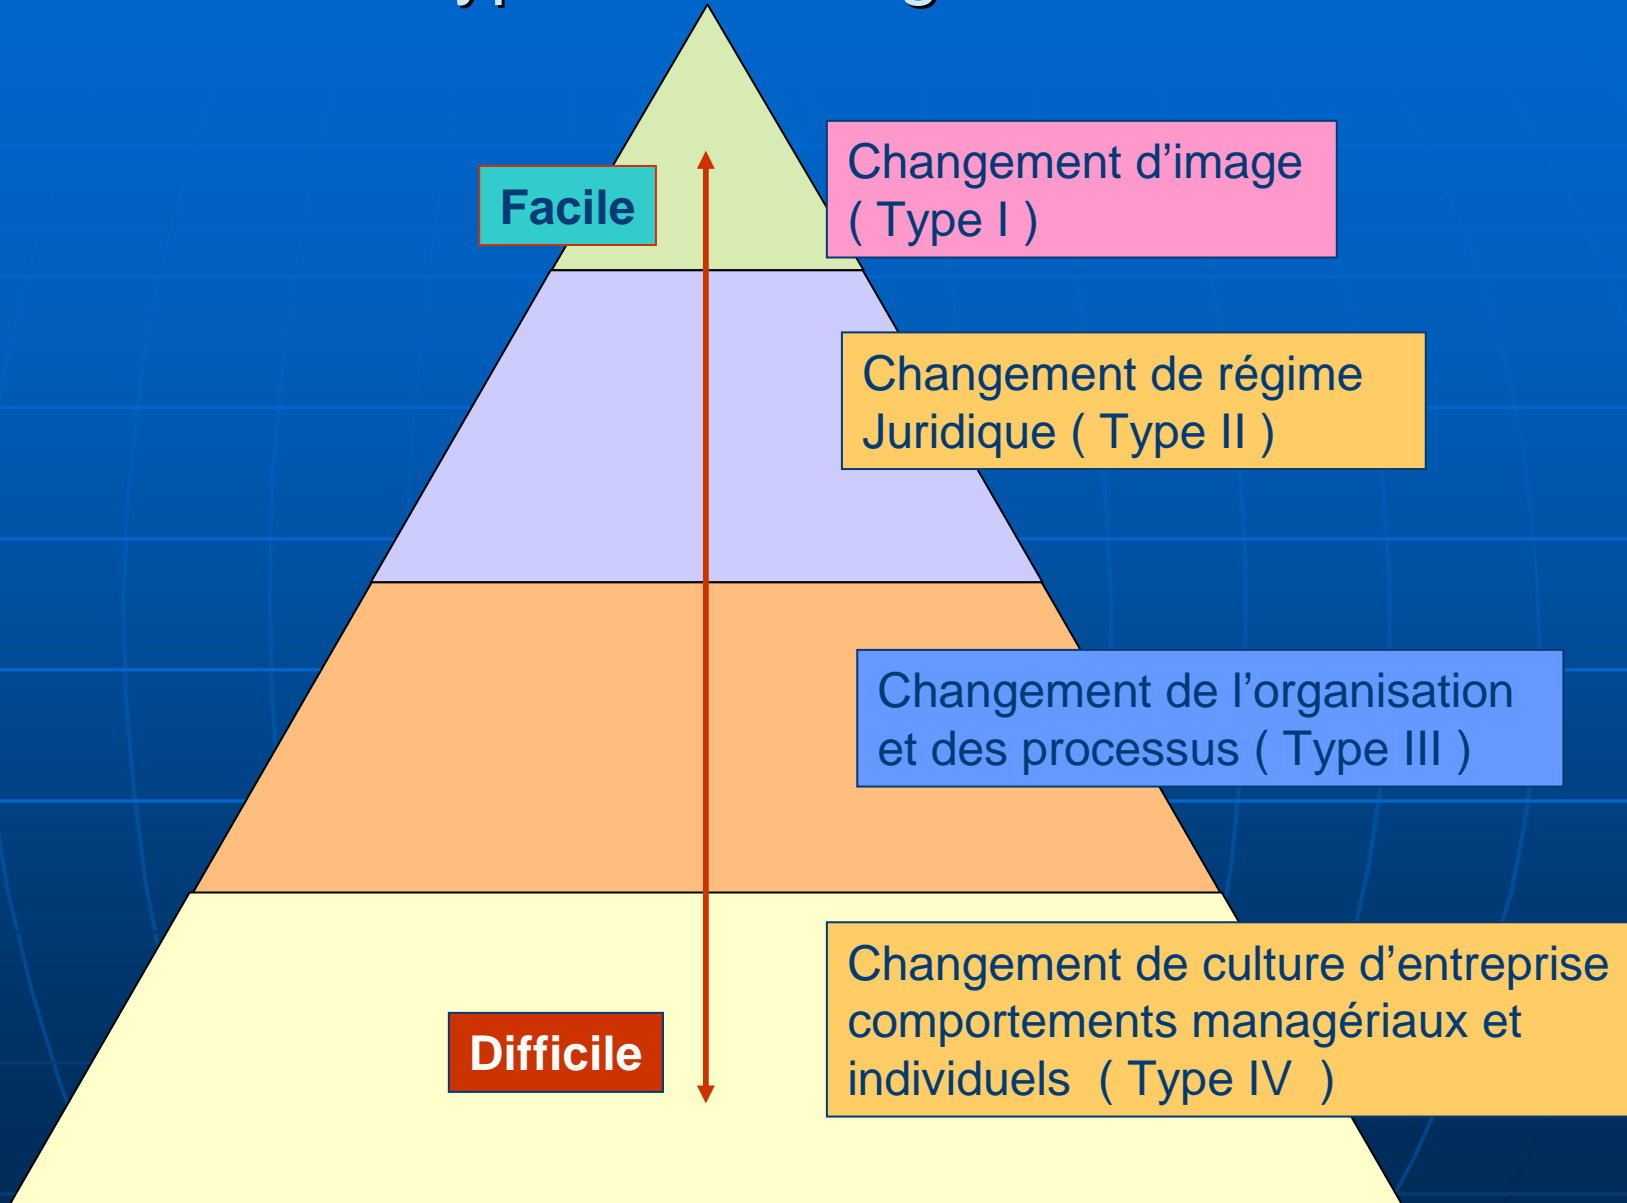 Facile
Changement d’image
( Type I )
Changement de régime
Juridique ( Type II )
Changement de l’organisation
et des processus ( Type III )
Difficile
Changement de culture d’entreprise
comportements managériaux et
individuels  ( Type IV  )